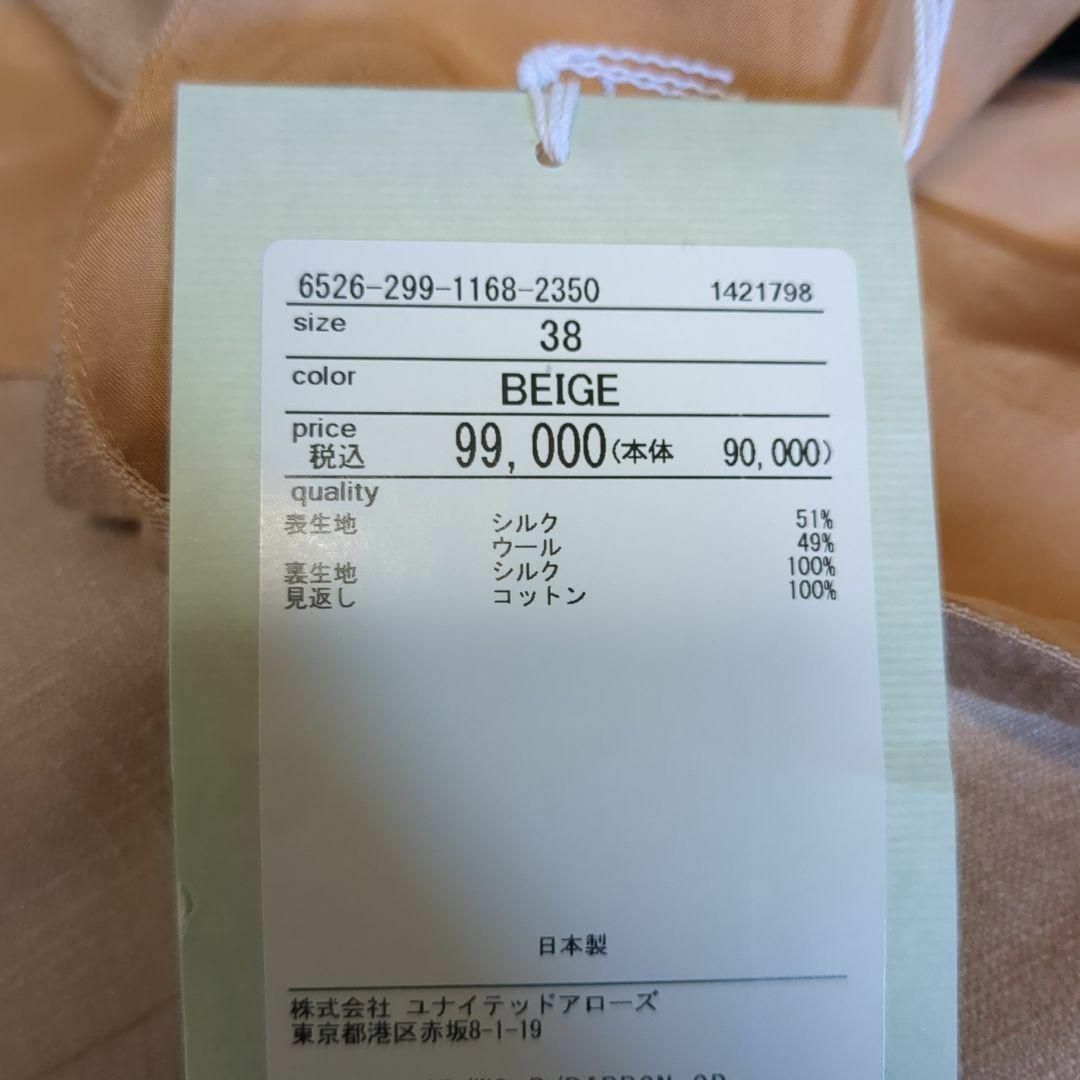 6526-299-1168-2350 1421798
size 38
color BEIGE
price
税込 99,000(本体 90,000)
quality
表生地 シルク 51%
ウール 49%
裏生地 シルク 100%
見返し コットン 100%
日本製
株式会社 ユナイテッドアローズ
東京都港区赤坂8-1-19